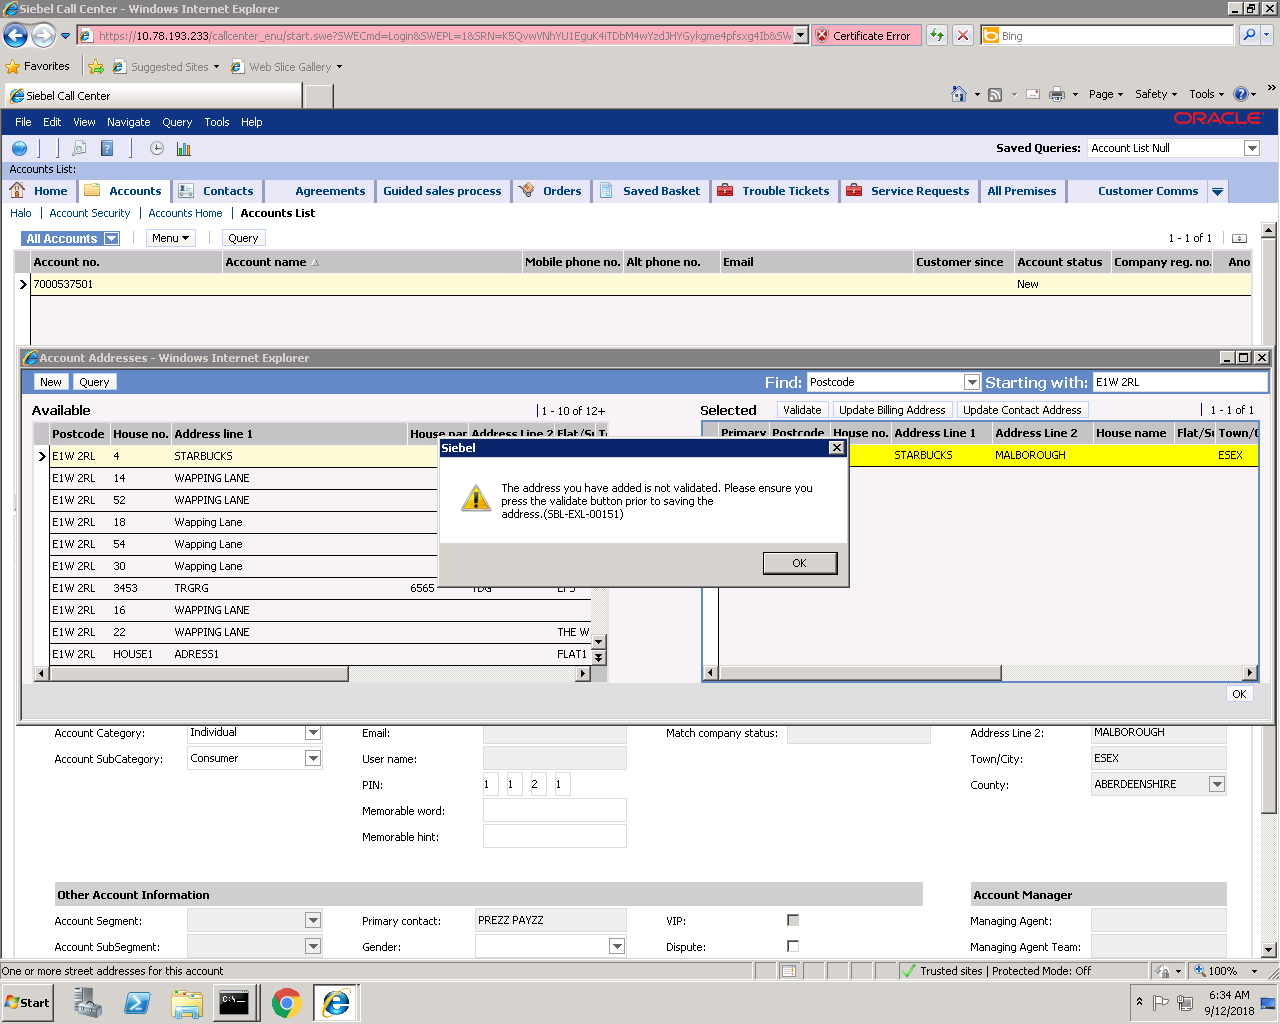 Siebel Call Center - Windows Internet Explorer
https://10.78.193.233/callcenter_enu/start.swe?SWECmd=Login&SWEPL=1&SRN=K5QvwVNhYU1EguK4iTDbM4wYzdJHYGykgme4pfsxg4Ib&SW
Certificate Error
Bing
Favorites
Suggested Sites
Web Slice Gallery
Siebel Call Center
Page
Safety
Tools
File Edit View Navigate Query Tools Help
ORACLE
Saved Queries: Account List Null
Accounts List:
Home Accounts Contacts Agreements Guided sales process Orders Saved Basket Trouble Tickets Service Requests All Premises Customer Comms
Halo | Account Security | Accounts Home | Accounts List
All Accounts Menu Query 1 - 1 of 1
Account no. Account name Mobile phone no. Alt phone no. Email Customer since Account status Company reg. no. Ano
7000537501 New
Account Addresses - Windows Internet Explorer
New Query Find: Postcode Starting with: E1W 2RL
Available 1 - 10 of 12+
Selected Validate Update Billing Address Update Contact Address 1 - 1 of 1
Postcode House no. Address line 1 House nar Address Line 2 Flat/Su T
Primary Postcode House no. Address Line 1 Address Line 2 House name Flat/Su Town/C
E1W 2RL 4 STARBUCKS
STARBUCKS MALBOROUGH ESEX
E1W 2RL 14 WAPPING LANE
E1W 2RL 52 WAPPING LANE
E1W 2RL 18 Wapping Lane
E1W 2RL 54 Wapping Lane
E1W 2RL 30 Wapping Lane
E1W 2RL 3453 TRGRG 6565 TDG
E1W 2RL 16 WAPPING LANE
E1W 2RL 22 WAPPING LANE THE W
E1W 2RL HOUSE1 ADRESS1 FLAT1
Siebel
The address you have added is not validated. Please ensure you
press the validate button prior to saving the
address.(SBL-EXL-00151)
OK
OK
Account Category: Individual Email: Match company status: Address Line 2: MALBOROUGH
Account SubCategory: Consumer User name: Town/City: ESEX
PIN: 1 1 2 1 County: ABERDEENSHIRE
Memorable word:
Memorable hint:
Other Account Information Account Manager
Account Segment: Primary contact: PREZZ PAYZZ VIP: Managing Agent:
Account SubSegment: Gender: Dispute: Managing Agent Team:
One or more street addresses for this account
Trusted sites | Protected Mode: Off
100%
Start
6:34 AM
9/12/2018